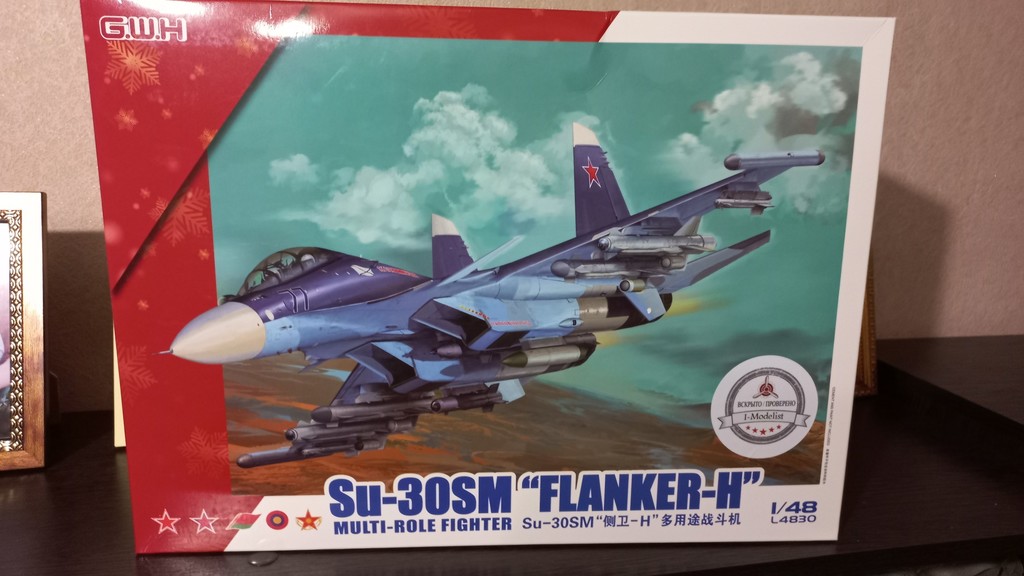 G.W.H
ВСКРЫТО · ПРОВЕРЕНО
I-Modelist
Su-30SM "FLANKER-H"
MULTI-ROLE FIGHTER
Su-30SM“侧卫-H”多用途战斗机
1/48
L4830